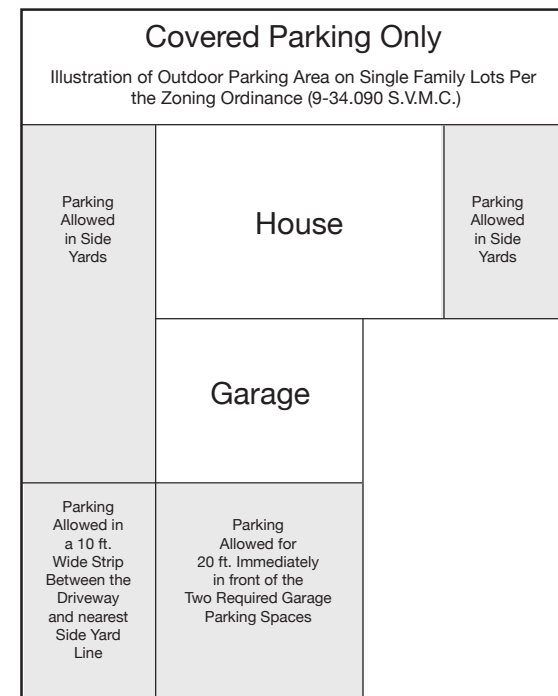 Covered Parking Only
Illustration of Outdoor Parking Area on Single Family Lots Per
the Zoning Ordinance (9-34.090 S.V.M.C.)
Parking
Allowed
in Side
Yards
House
Parking
Allowed
in Side
Yards
Garage
Parking
Allowed in
a 10 ft.
Wide Strip
Between the
Driveway
and nearest
Side Yard
Line
Parking
Allowed for
20 ft. Immediately
in front of the
Two Required Garage
Parking Spaces